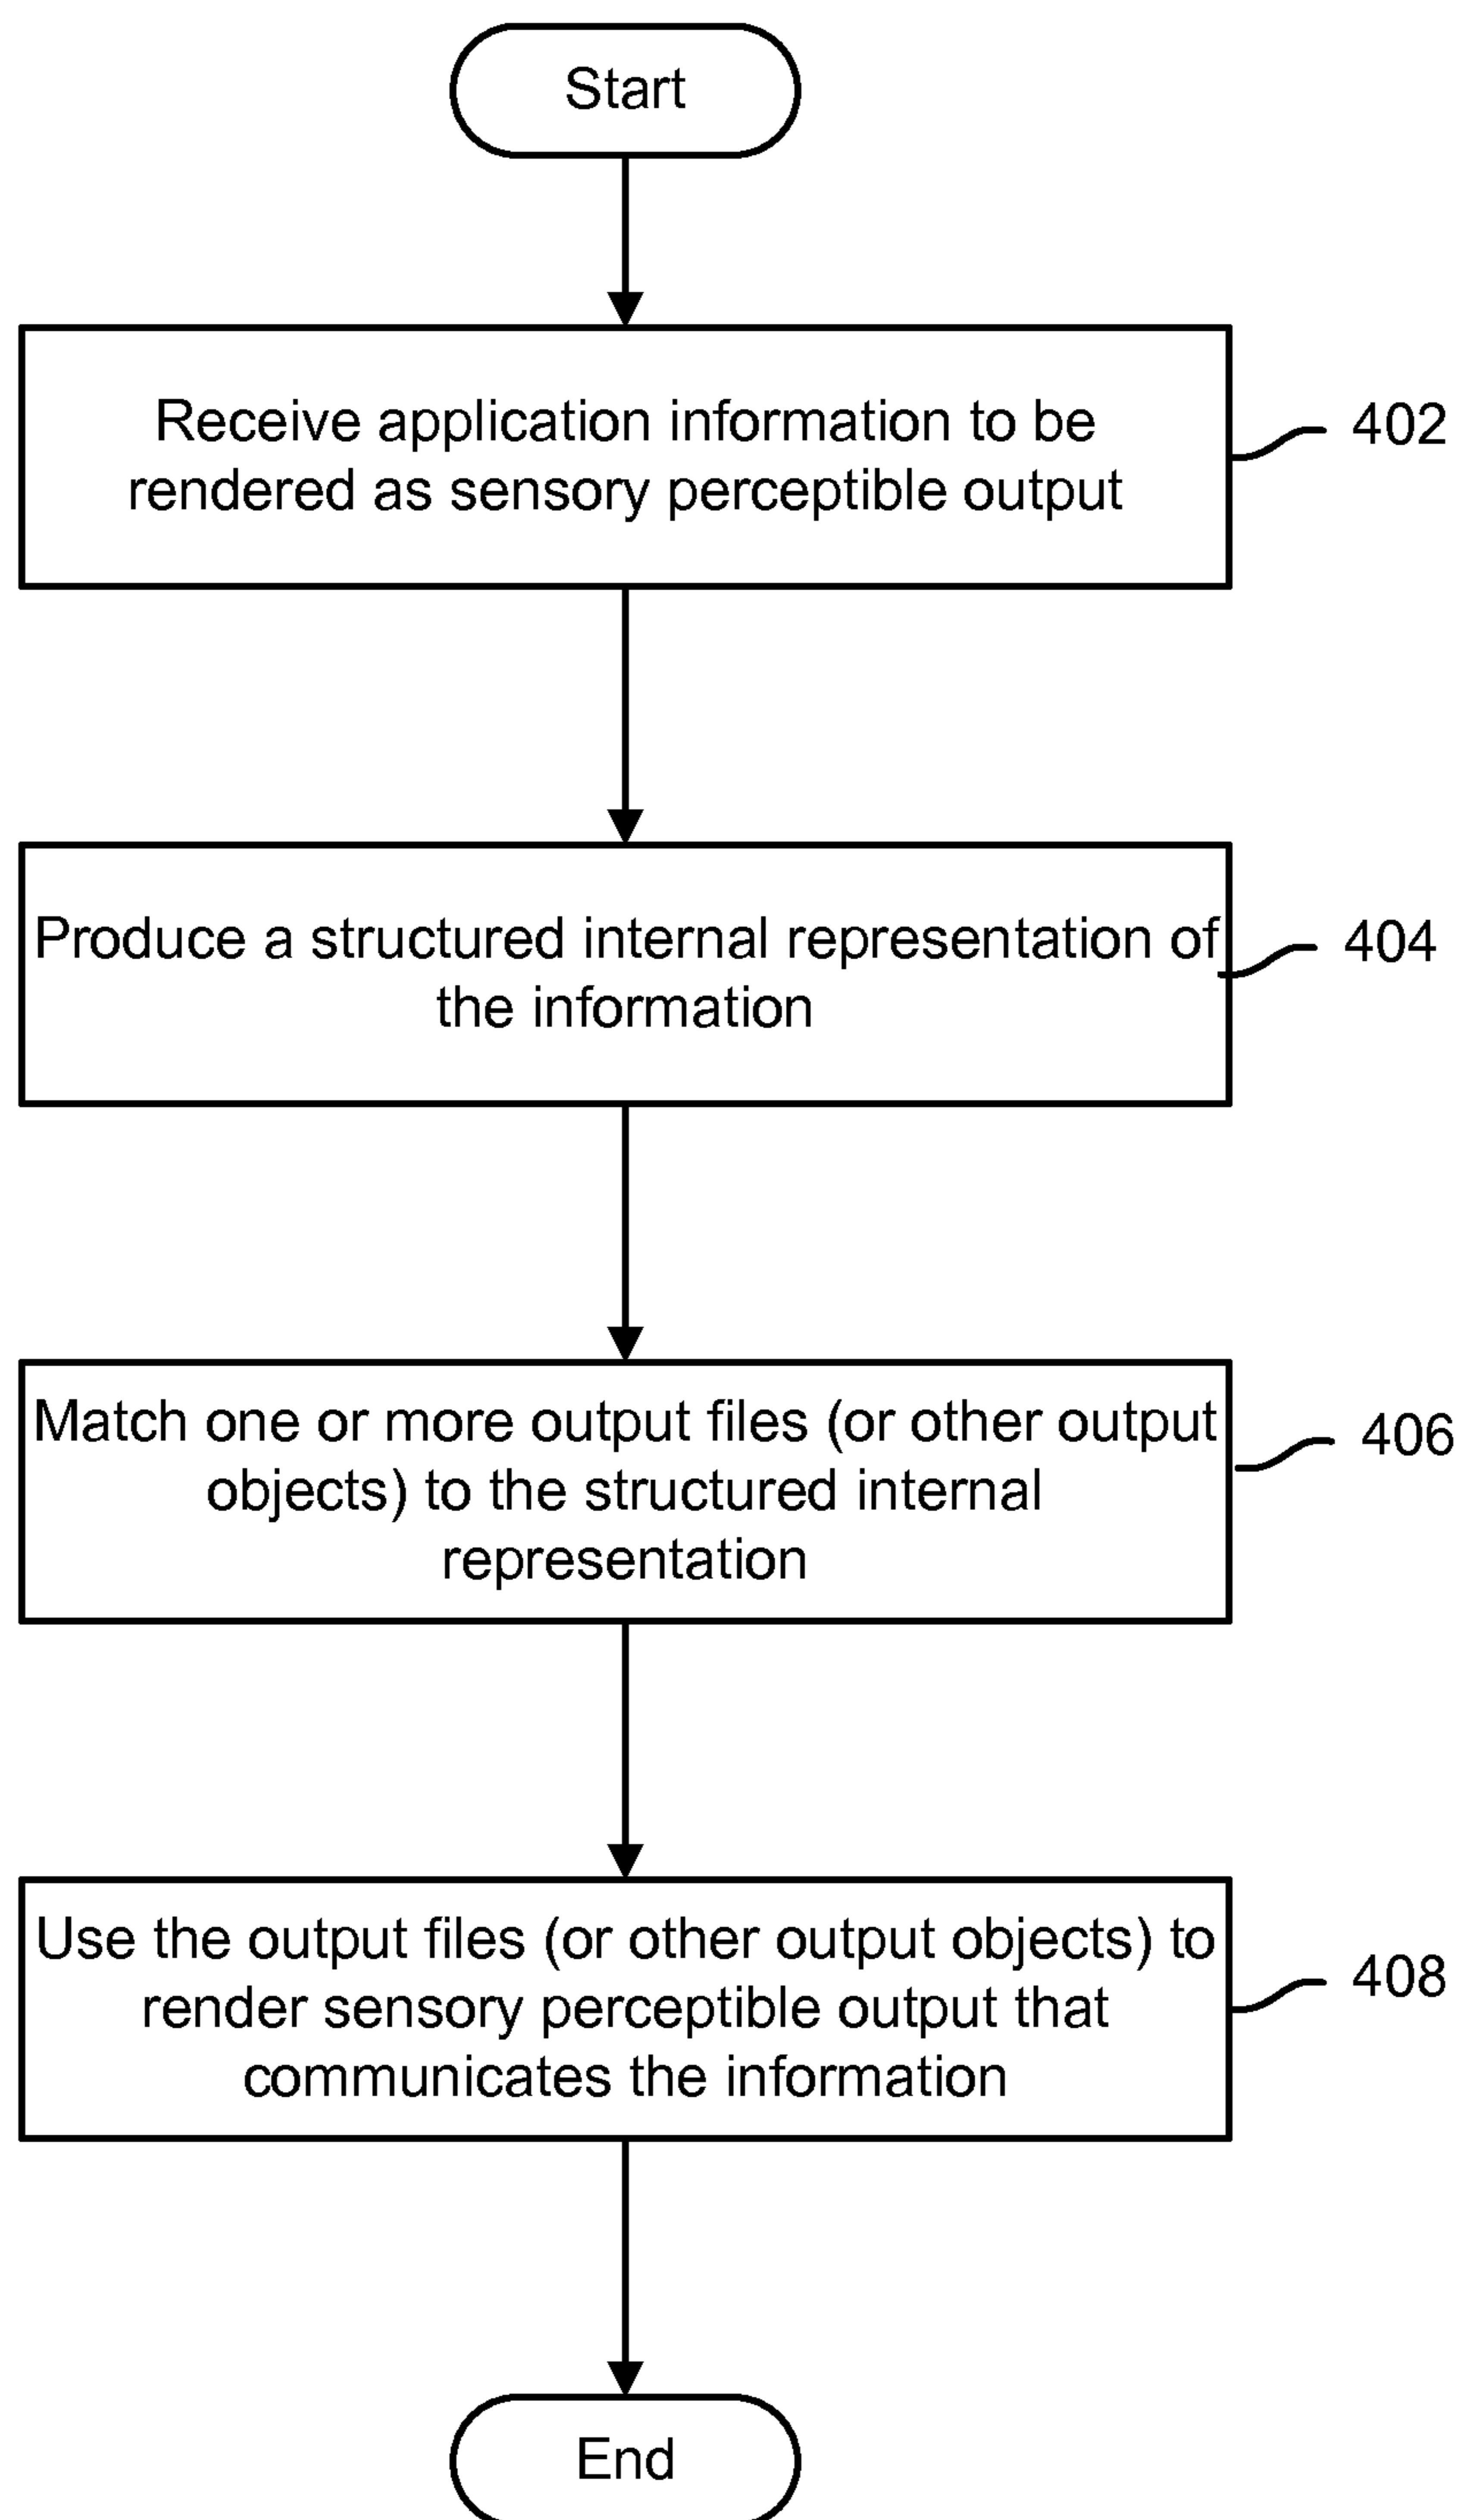 Start
Receive application information to be
rendered as sensory perceptible output
402
Produce a structured internal representation of
the information
404
Match one or more output files (or other output
objects) to the structured internal
representation
406
Use the output files (or other output objects) to
render sensory perceptible output that
communicates the information
408
End